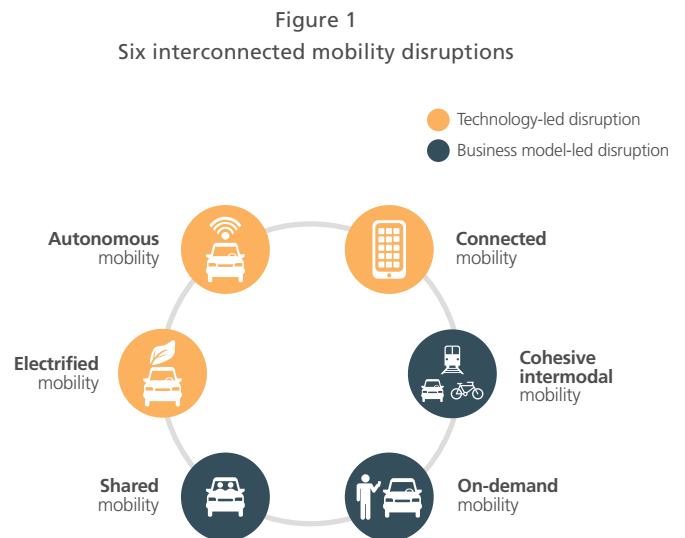 Figure 1
Six interconnected mobility disruptions
Technology-led disruption
Business model-led disruption
Autonomous
mobility
Connected
mobility
Electrified
mobility
Cohesive
intermodal
mobility
Shared
mobility
On-demand
mobility